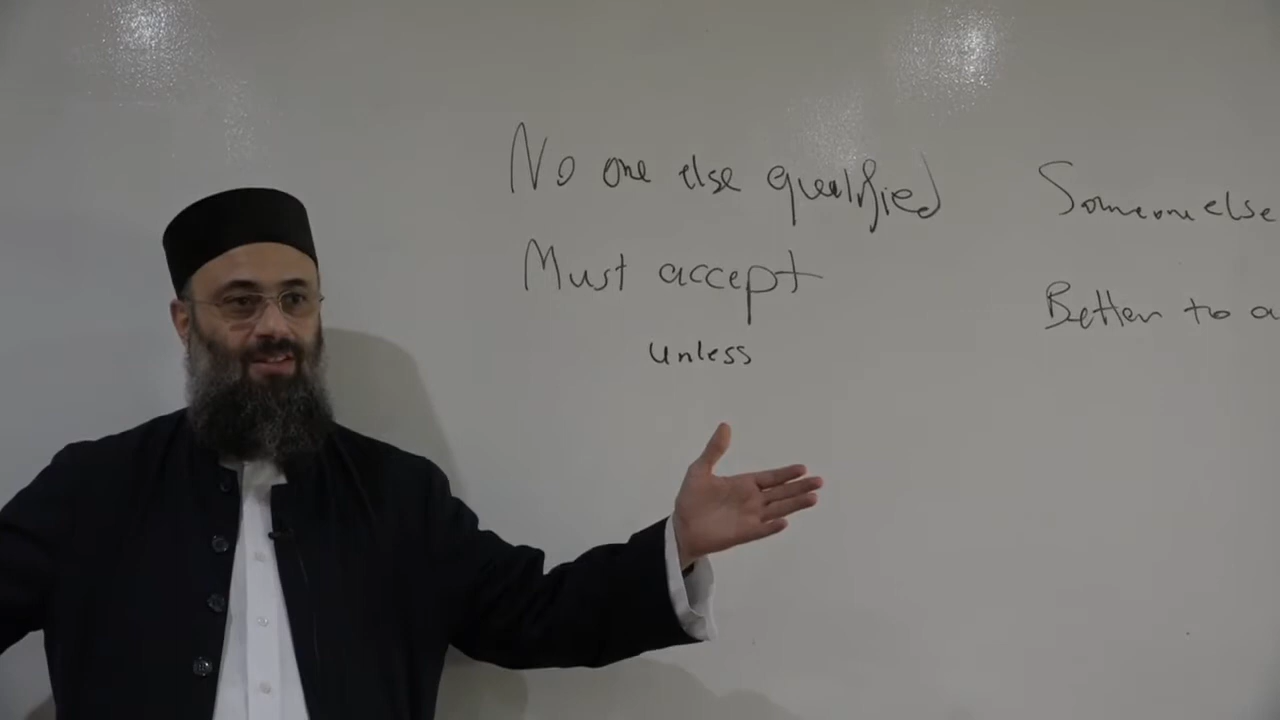 No one else qualified
Must accept
unless
Someone else
Better to a